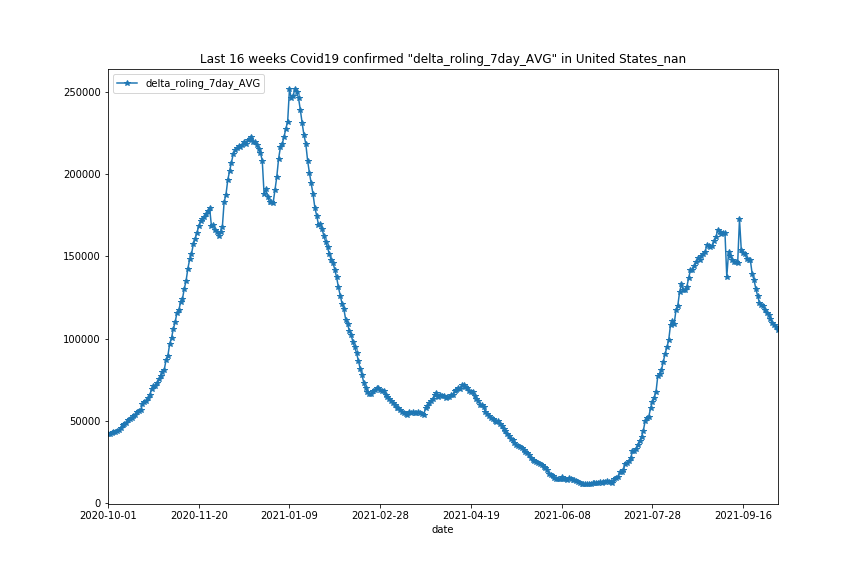 Last 16 weeks Covid19 confirmed "delta_roling_7day_AVG" in United States_nan
delta_roling_7day_AVG
250000
200000
150000
100000
50000
0
2020-10-01 2020-11-20 2021-01-09 2021-02-28 2021-04-19 2021-06-08 2021-07-28 2021-09-16
date